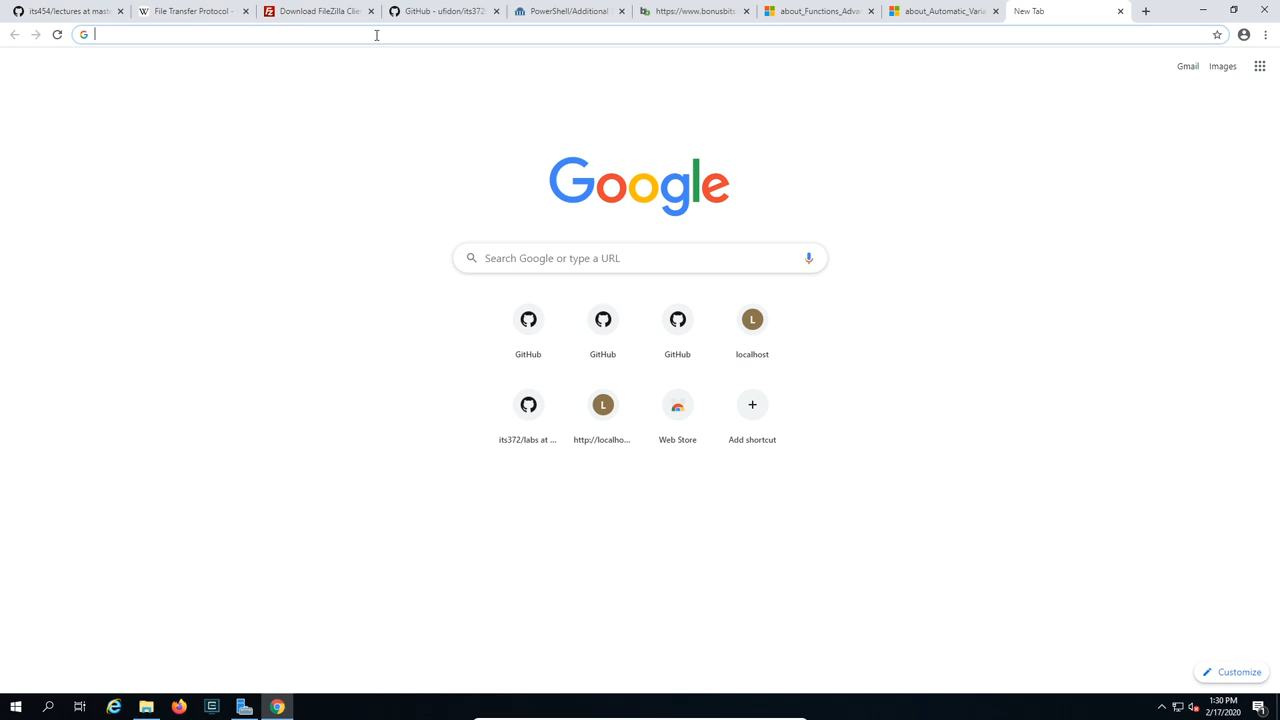 its454/lectures at mast
File Transfer Protocol -
Download FileZilla Clien
GitHub - ufidon/its372:
PowerShell/Additional
https://www.bonusbits
about_Functions_Adva
about_Automatic_Varia
New Tab
Gmail
Images
Google
Search Google or type a URL
GitHub
GitHub
GitHub
L
localhost
its372/labs at ...
L
http://localho...
Web Store
Add shortcut
Customize
1:30 PM
2/17/2020